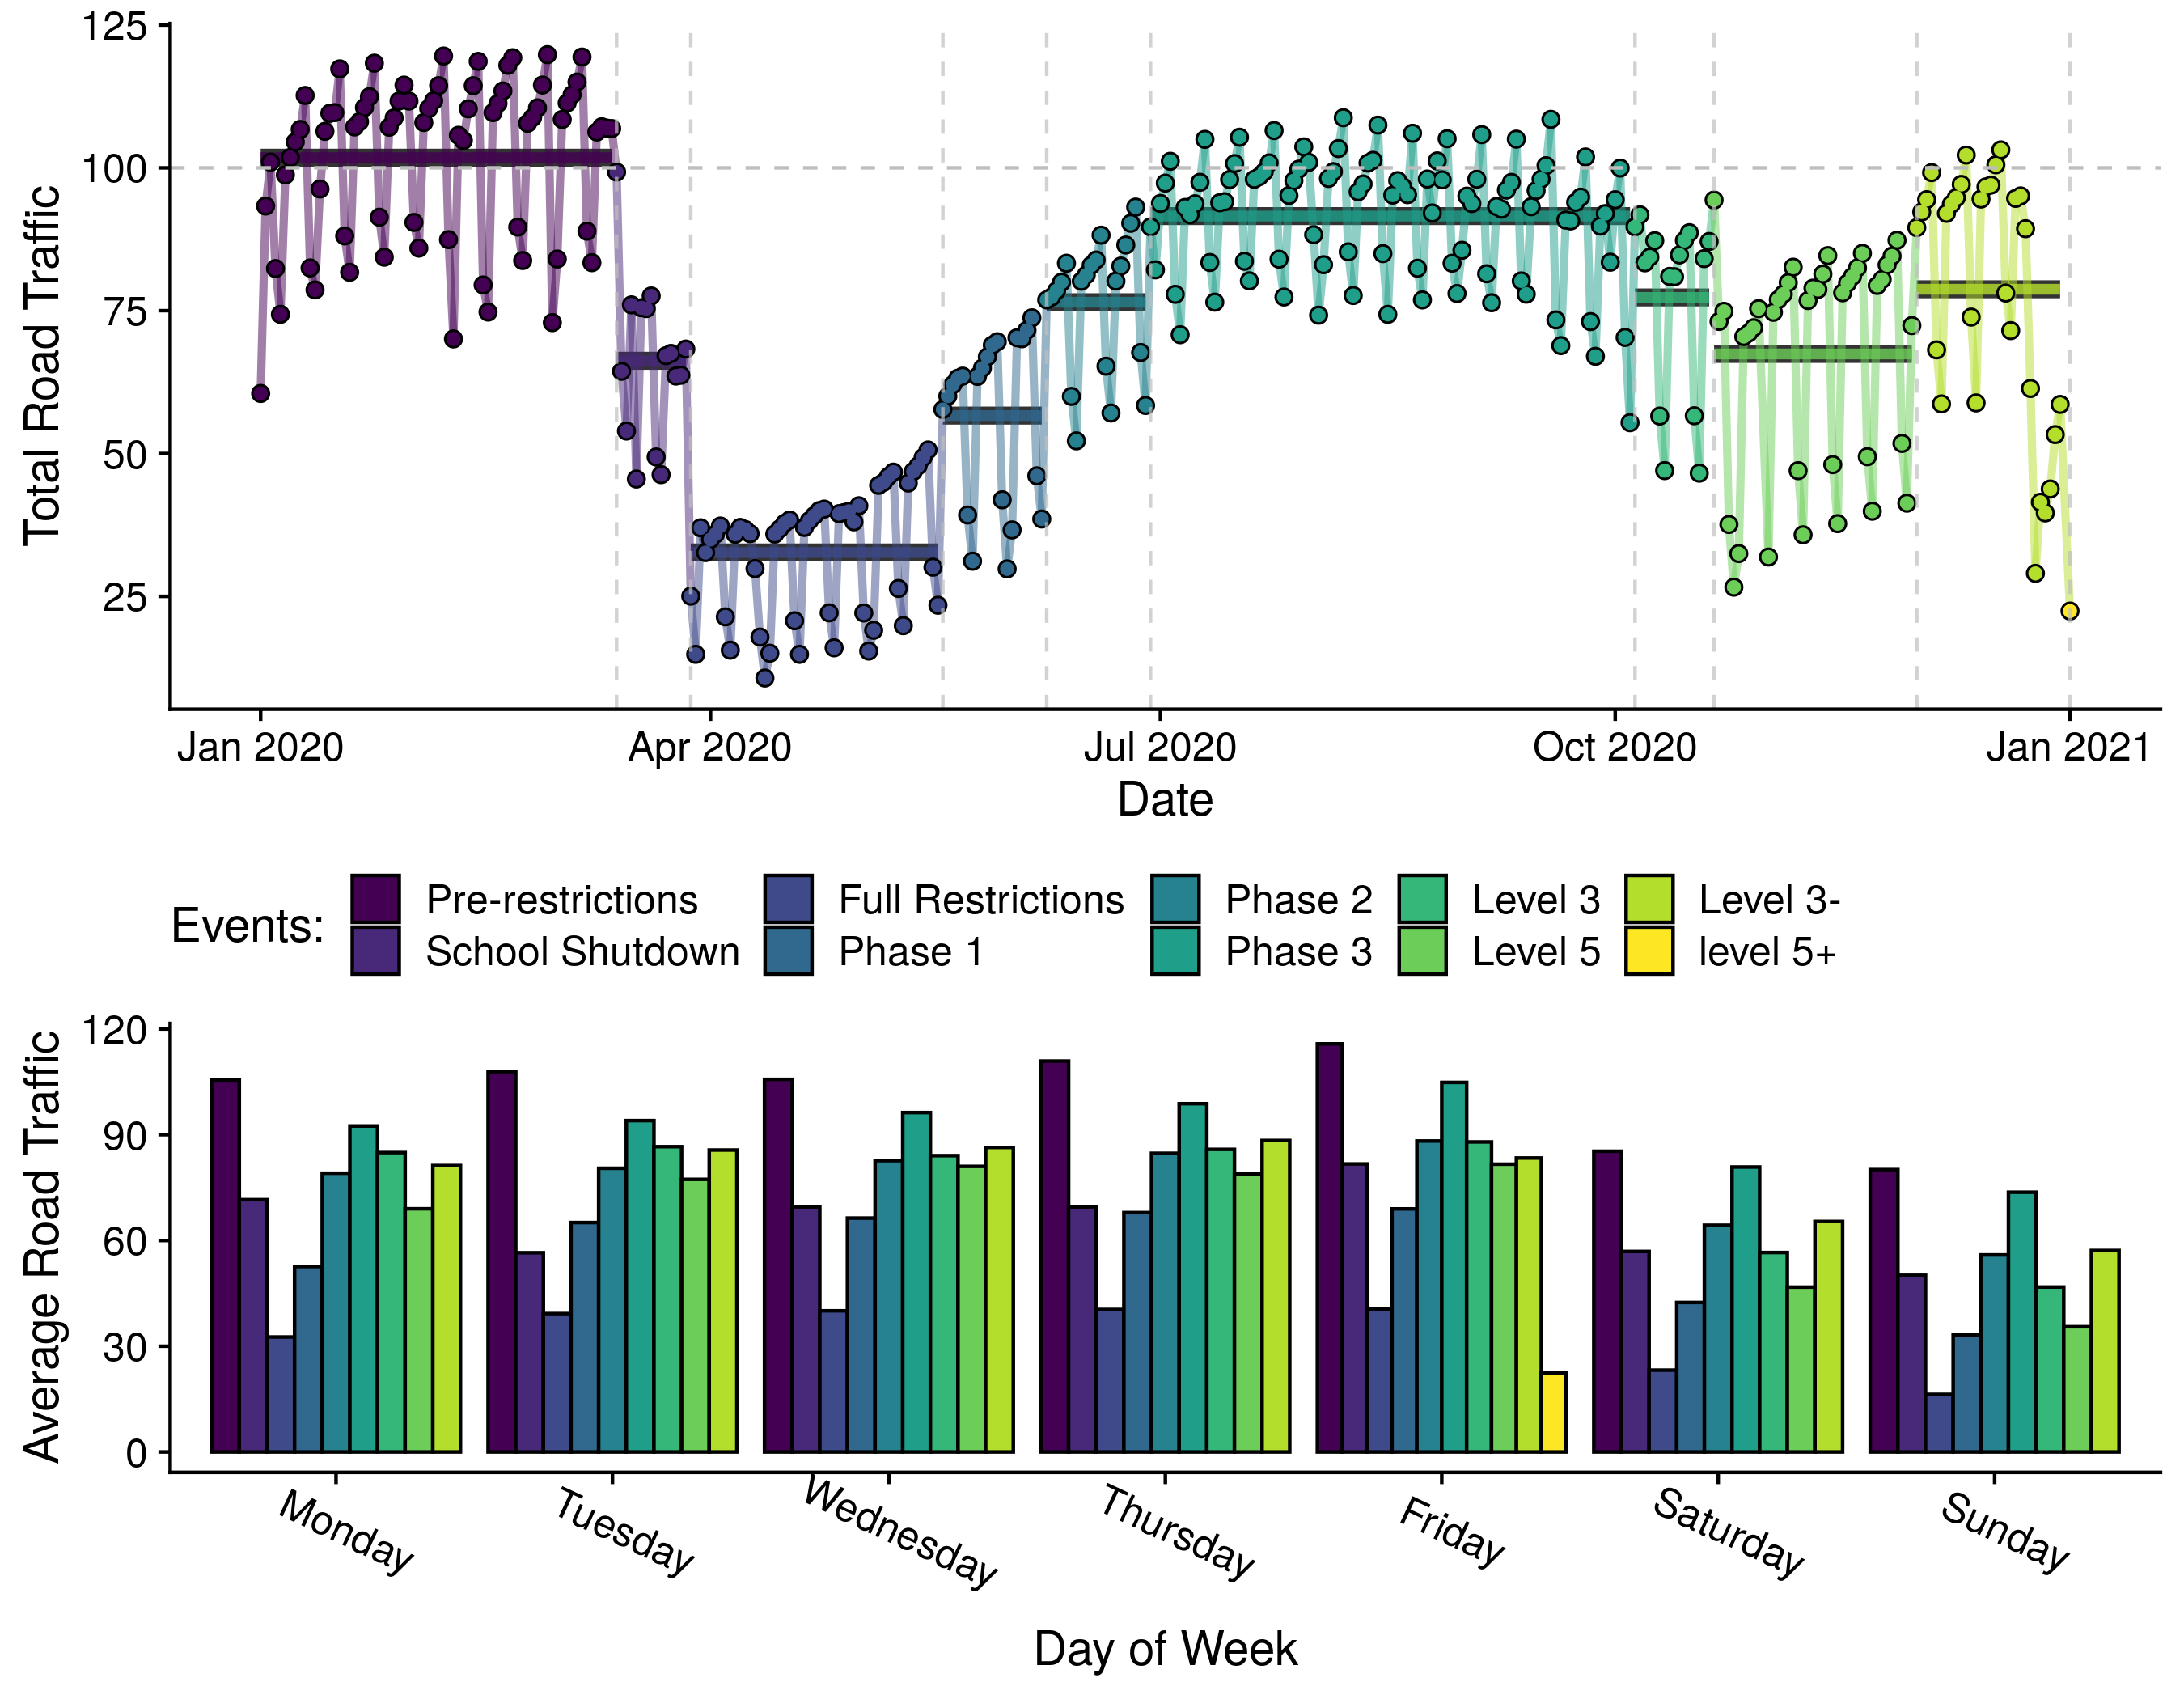 Total Road Traffic
125
100
75
50
25
Jan 2020
Apr 2020
Jul 2020
Oct 2020
Jan 2021
Date
Events:
Pre-restrictions
School Shutdown
Full Restrictions
Phase 1
Phase 2
Phase 3
Level 3
Level 5
Level 3-
level 5+
Average Road Traffic
120
90
60
30
0
Monday
Tuesday
Wednesday
Thursday
Friday
Saturday
Sunday
Day of Week